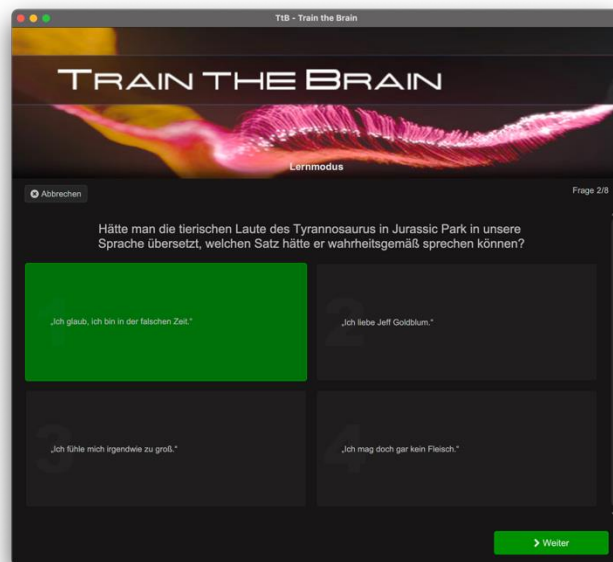 TtB - Train the Brain
TRAIN THE BRAIN
Lernmodus
Abbrechen
Frage 2/8
Hätte man die tierischen Laute des Tyrannosaurus in Jurassic Park in unsere
Sprache übersetzt, welchen Satz hätte er wahrheitsgemäß sprechen können?
1
„Ich glaub, ich bin in der falschen Zeit."
2
„Ich liebe Jeff Goldblum."
3
„Ich fühle mich irgendwie zu groß."
4
„Ich mag doch gar kein Fleisch."
Weiter